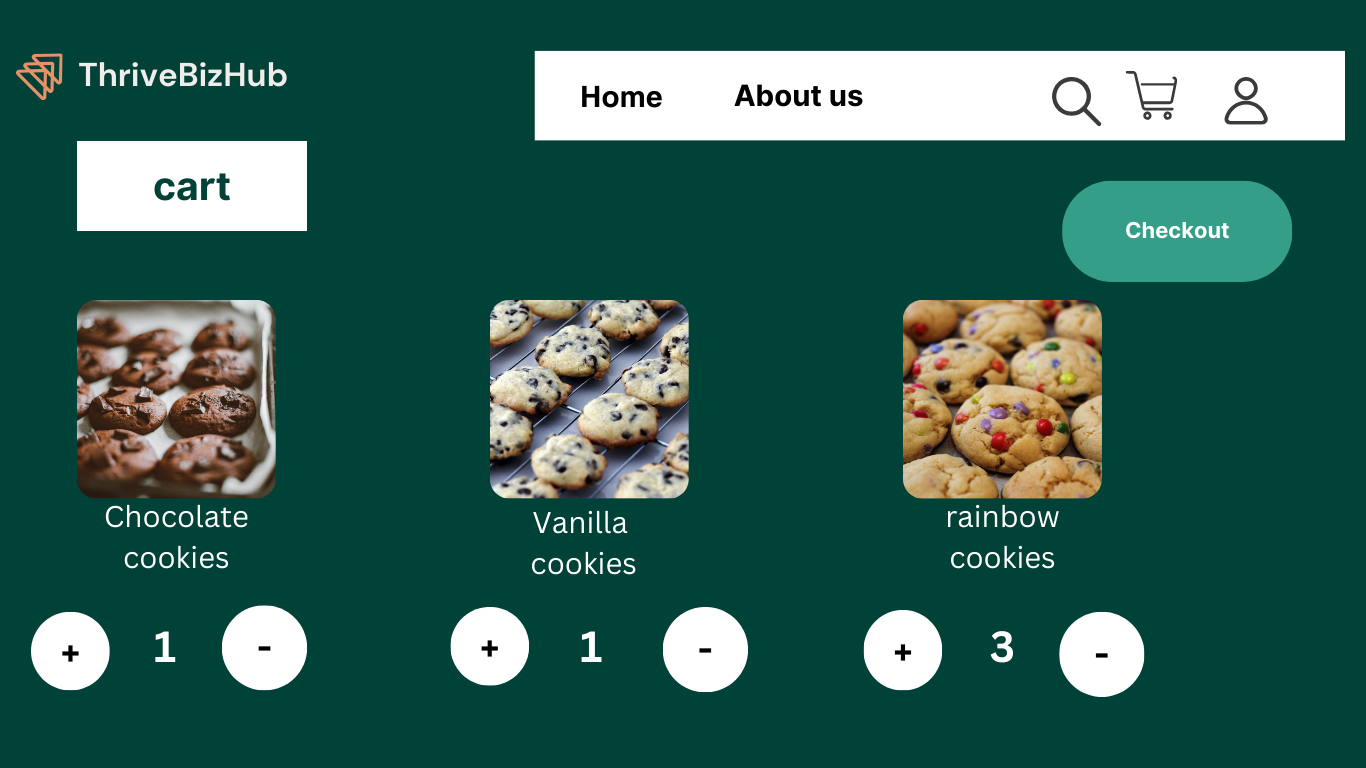 ThriveBizHub
Home
About us
cart
Checkout
Chocolate
cookies
Vanilla
cookies
rainbow
cookies
+ 1 -
+ 1 -
+ 3 -